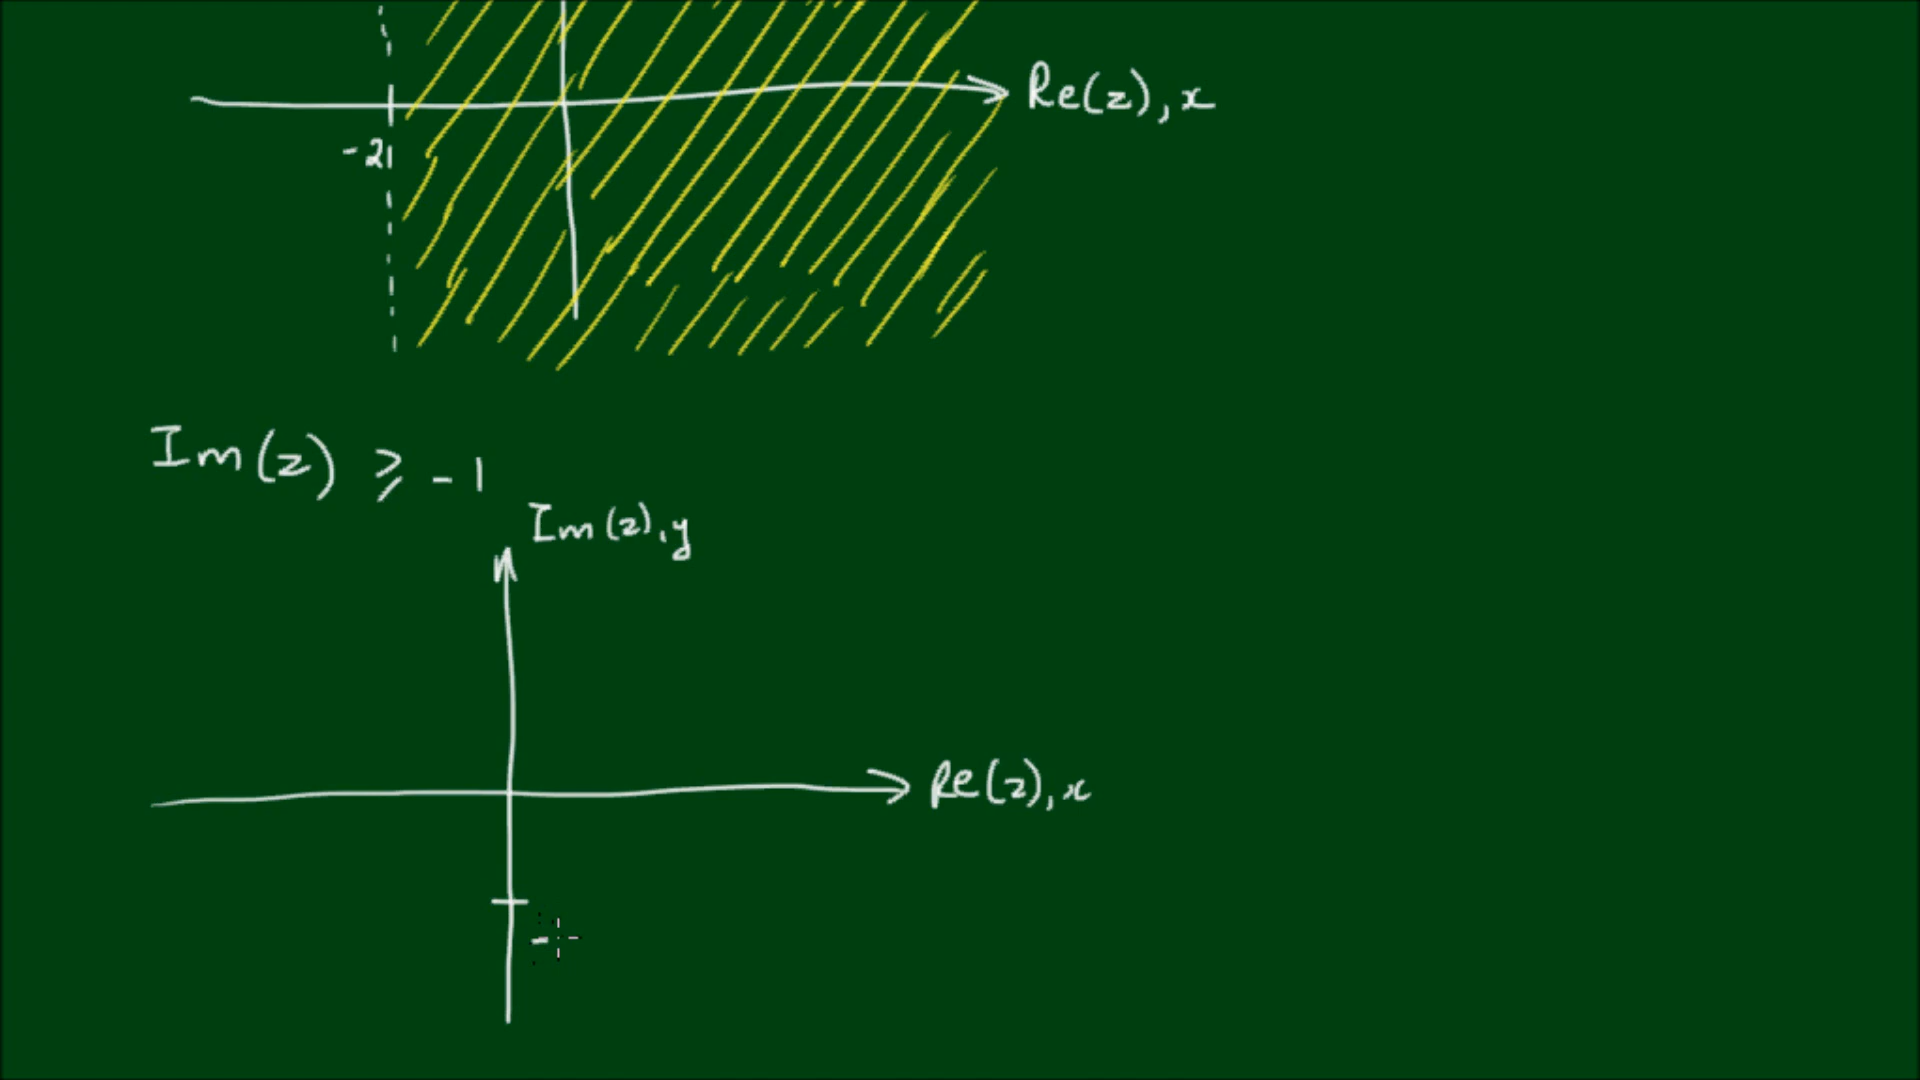 Re(z), x
-2
Im(z) ⩾ -1
Im(z), y
Re(z), x
-